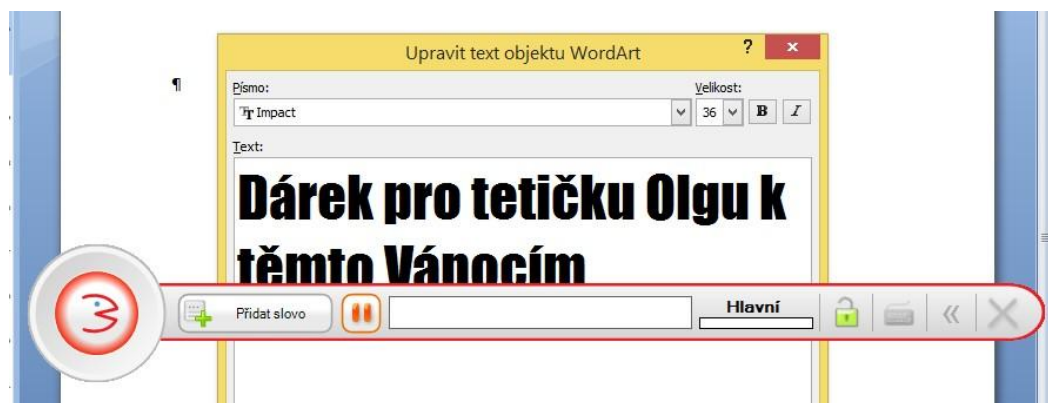 Upravit text objektu WordArt
?
¶
Písmo:
Velikost:
Impact
36
B
I
Text:
Dárek pro tetičku Olgu k
těmto Vánocím
Přidat slovo
Hlavní